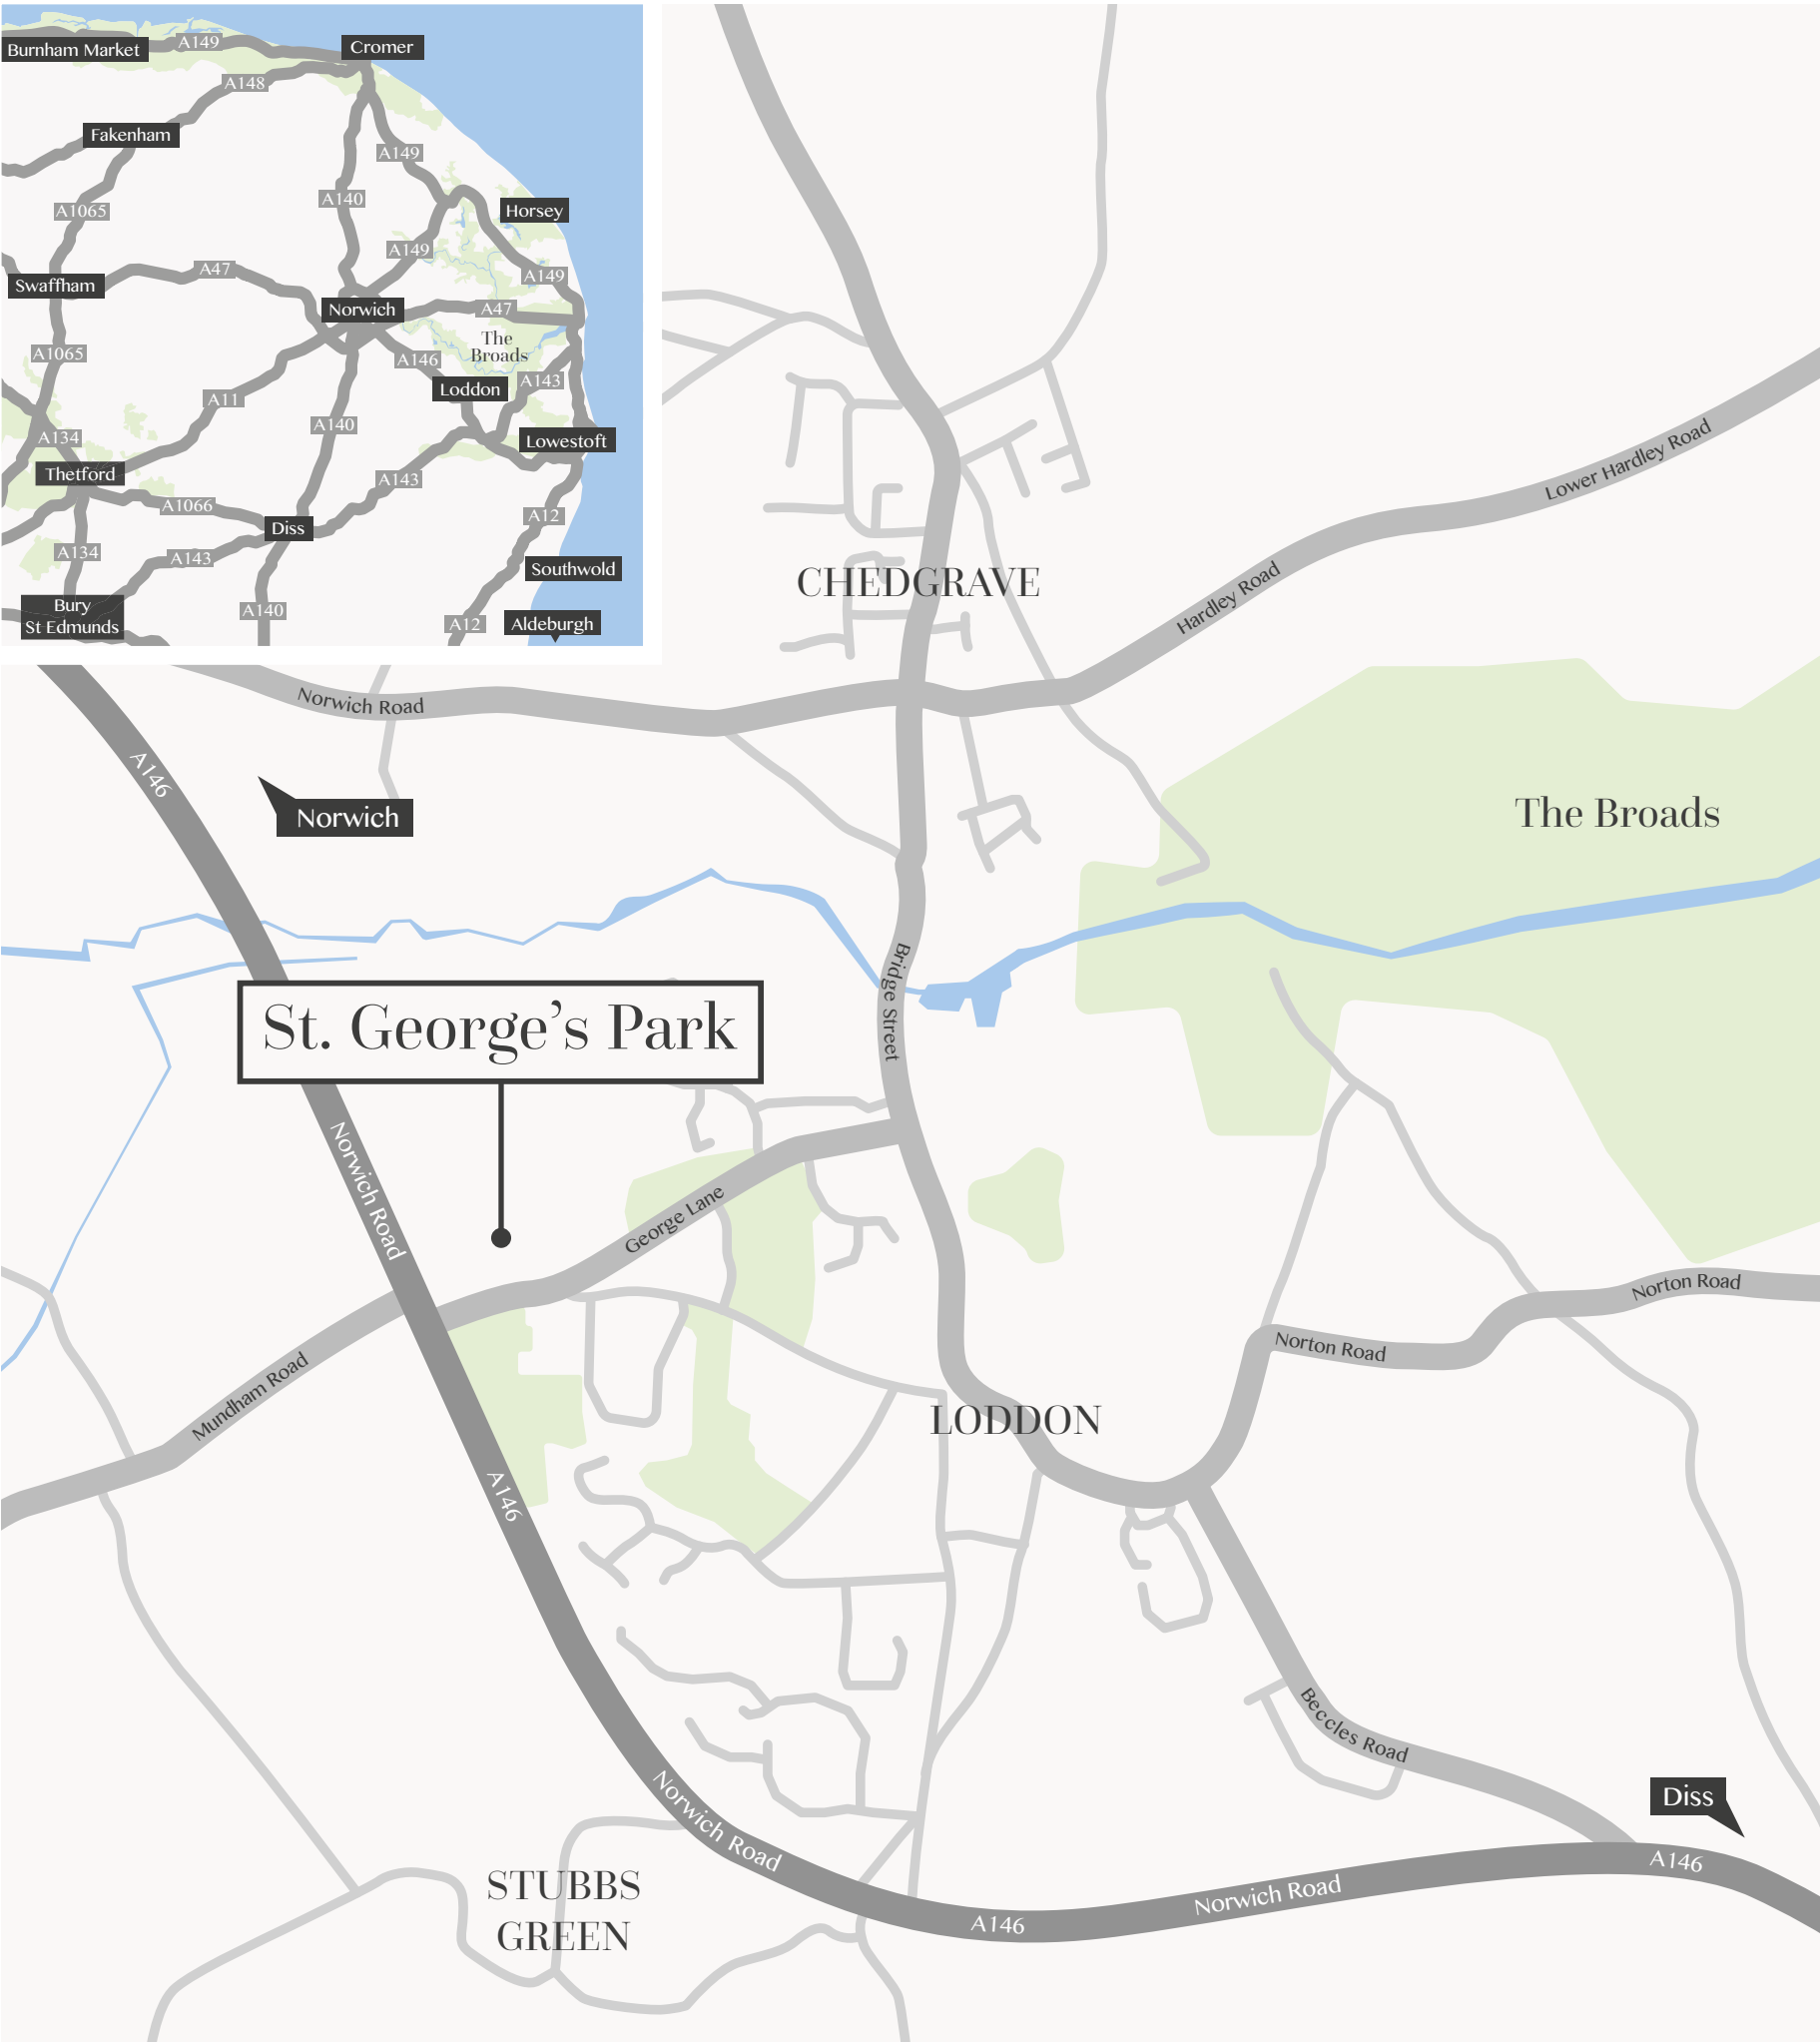 Burnham Market
A149
Cromer
A148
Fakenham
A149
A140
A1065
Horsey
A149
A47
A149
Swaffham
Norwich
A47
The
Broads
A1065
A146
Loddon
A143
A11
A140
A134
Lowestoft
Thetford
A143
A1066
A12
Diss
A134
A143
Southwold
Bury
St Edmunds
A140
A12
Aldeburgh
Lower Hardley Road
CHEDGRAVE
Hardley Road
Norwich Road
A146
Norwich
The Broads
Bridge Street
St. George’s Park
Norwich Road
George Lane
Norton Road
Norton Road
Mundham Road
LODDON
A146
Beccles Road
Diss
Norwich Road
A146
STUBBS
GREEN
Norwich Road
A146